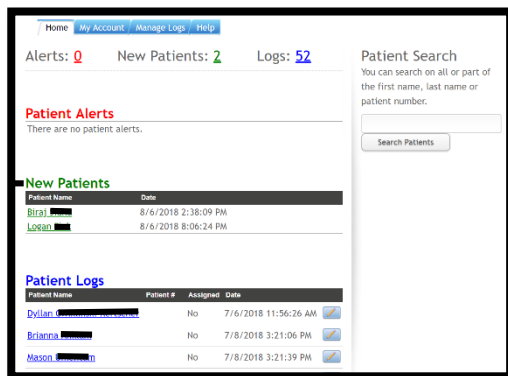 Home My Account Manage Logs Help
Alerts: 0 New Patients: 2 Logs: 52
Patient Search
You can search on all or part of
the first name, last name or
patient number.
Search Patients
Patient Alerts
There are no patient alerts.
New Patients
Patient Name Date
Biraj 8/6/2018 2:38:09 PM
Logan 8/6/2018 8:06:24 PM
Patient Logs
Patient Name Patient # Assigned Date
Dyllan No 7/6/2018 11:56:26 AM
Brianna No 7/8/2018 3:21:06 PM
Mason No 7/8/2018 3:21:39 PM